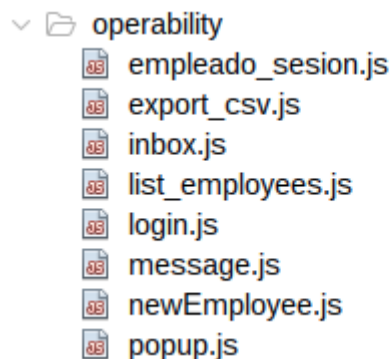 operability
empleado_sesion.js
export_csv.js
inbox.js
list_employees.js
login.js
message.js
newEmployee.js
popup.js